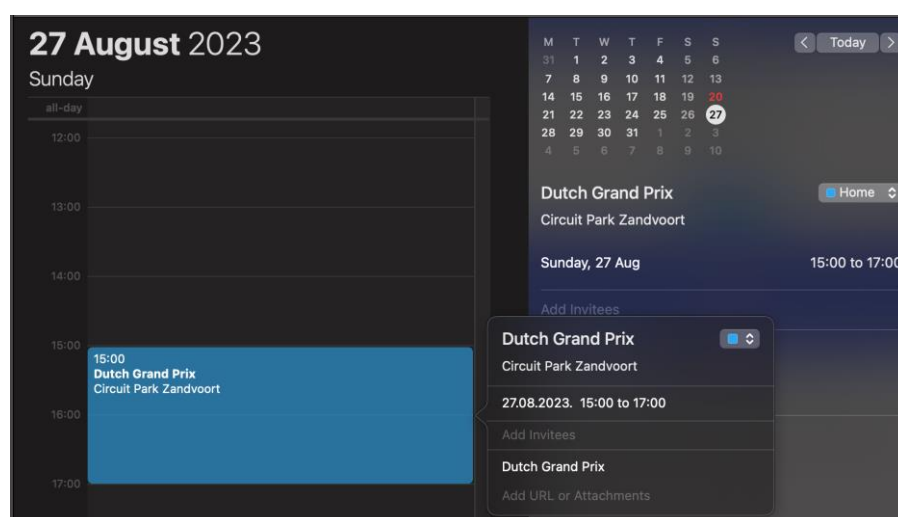 27 August 2023
Sunday
all-day
12:00
13:00
14:00
15:00
15:00
Dutch Grand Prix
Circuit Park Zandvoort
16:00
17:00
M T W T F S S
31 1 2 3 4 5 6
7 8 9 10 11 12 13
14 15 16 17 18 19 20
21 22 23 24 25 26 27
28 29 30 31 1 2 3
4 5 6 7 8 9 10
< Today >
Dutch Grand Prix
Home
Circuit Park Zandvoort
Sunday, 27 Aug 15:00 to 17:00
Add Invitees
Dutch Grand Prix
Circuit Park Zandvoort
27.08.2023. 15:00 to 17:00
Add Invitees
Dutch Grand Prix
Add URL or Attachments